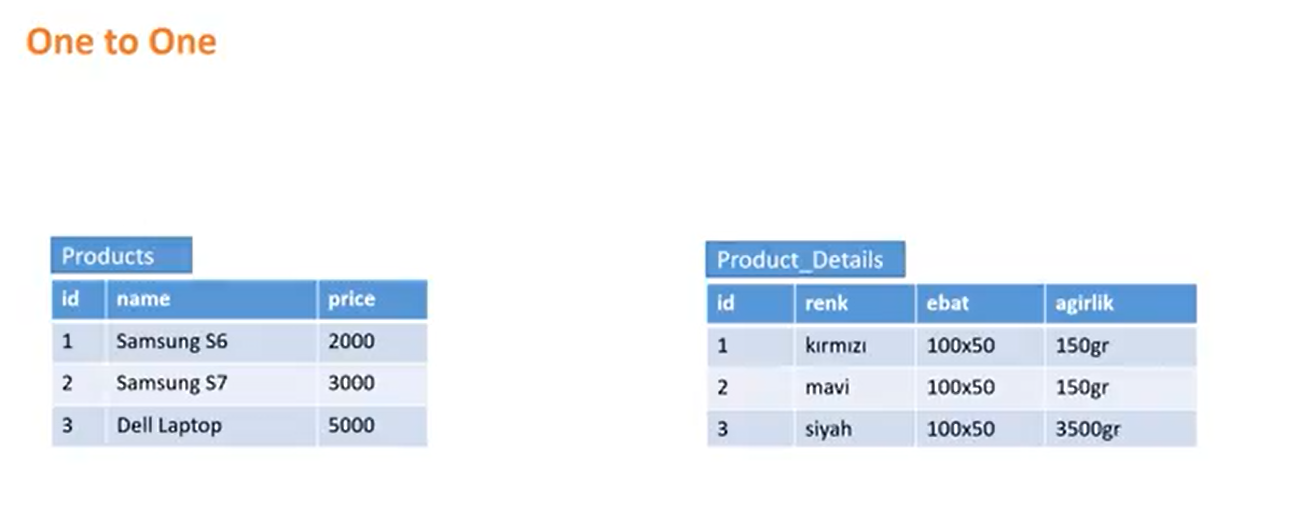 One to One
Products
id name price
1 Samsung S6 2000
2 Samsung S7 3000
3 Dell Laptop 5000
Product_Details
id renk ebat agirlik
1 kırmızı 100x50 150gr
2 mavi 100x50 150gr
3 siyah 100x50 3500gr